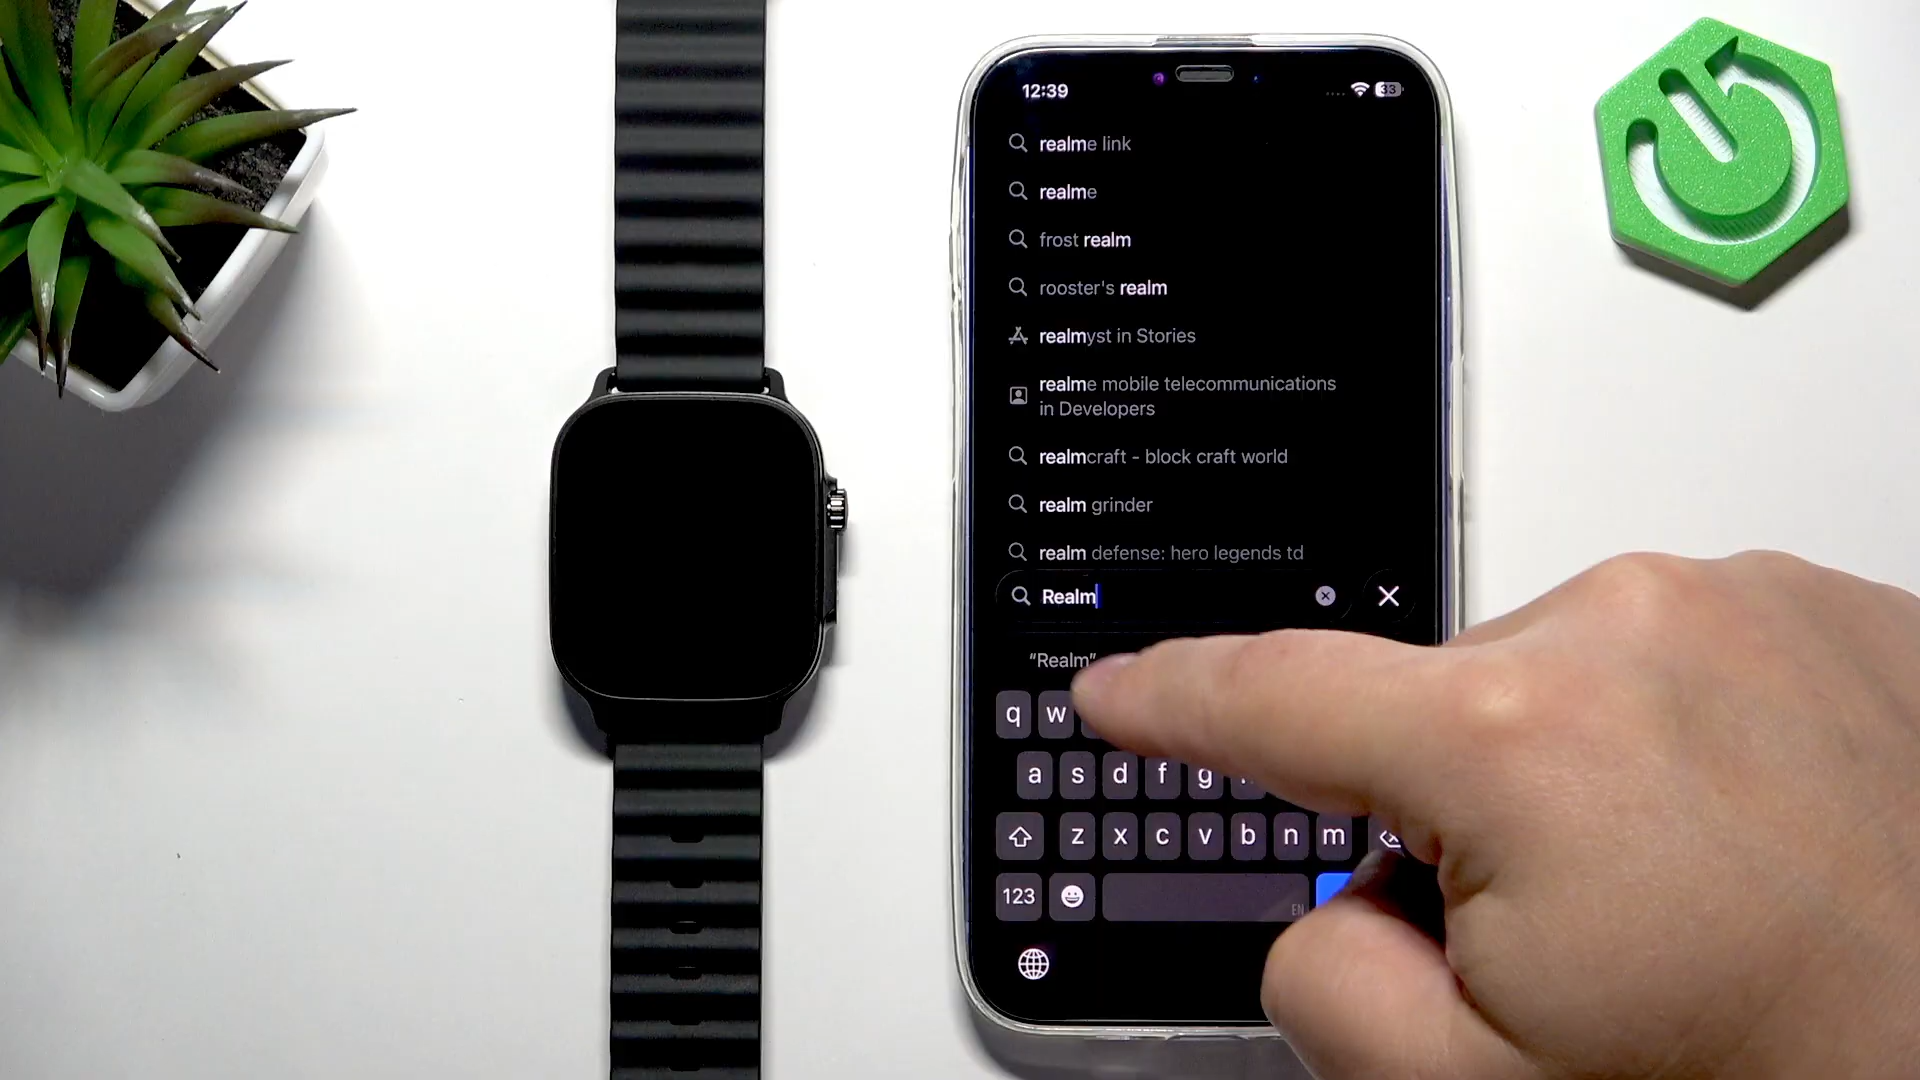 12:39
33
realme link
realme
frost realm
rooster's realm
realmyst in Stories
realme mobile telecommunications
in Developers
realmcraft - block craft world
realm grinder
realm defense: hero legends td
Realm
“Realm”
q w
a s d f g
z x c v b n m
123
EN